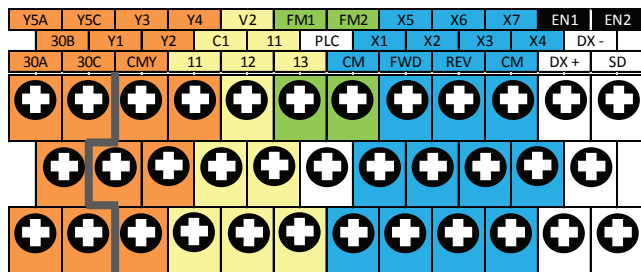 Y5A Y5C Y3 Y4 V2 FM1 FM2 X5 X6 X7 EN1 EN2
30B Y1 Y2 C1 11 PLC X1 X2 X3 X4 DX -
30A 30C CMY 11 12 13 CM FWD REV CM DX + SD